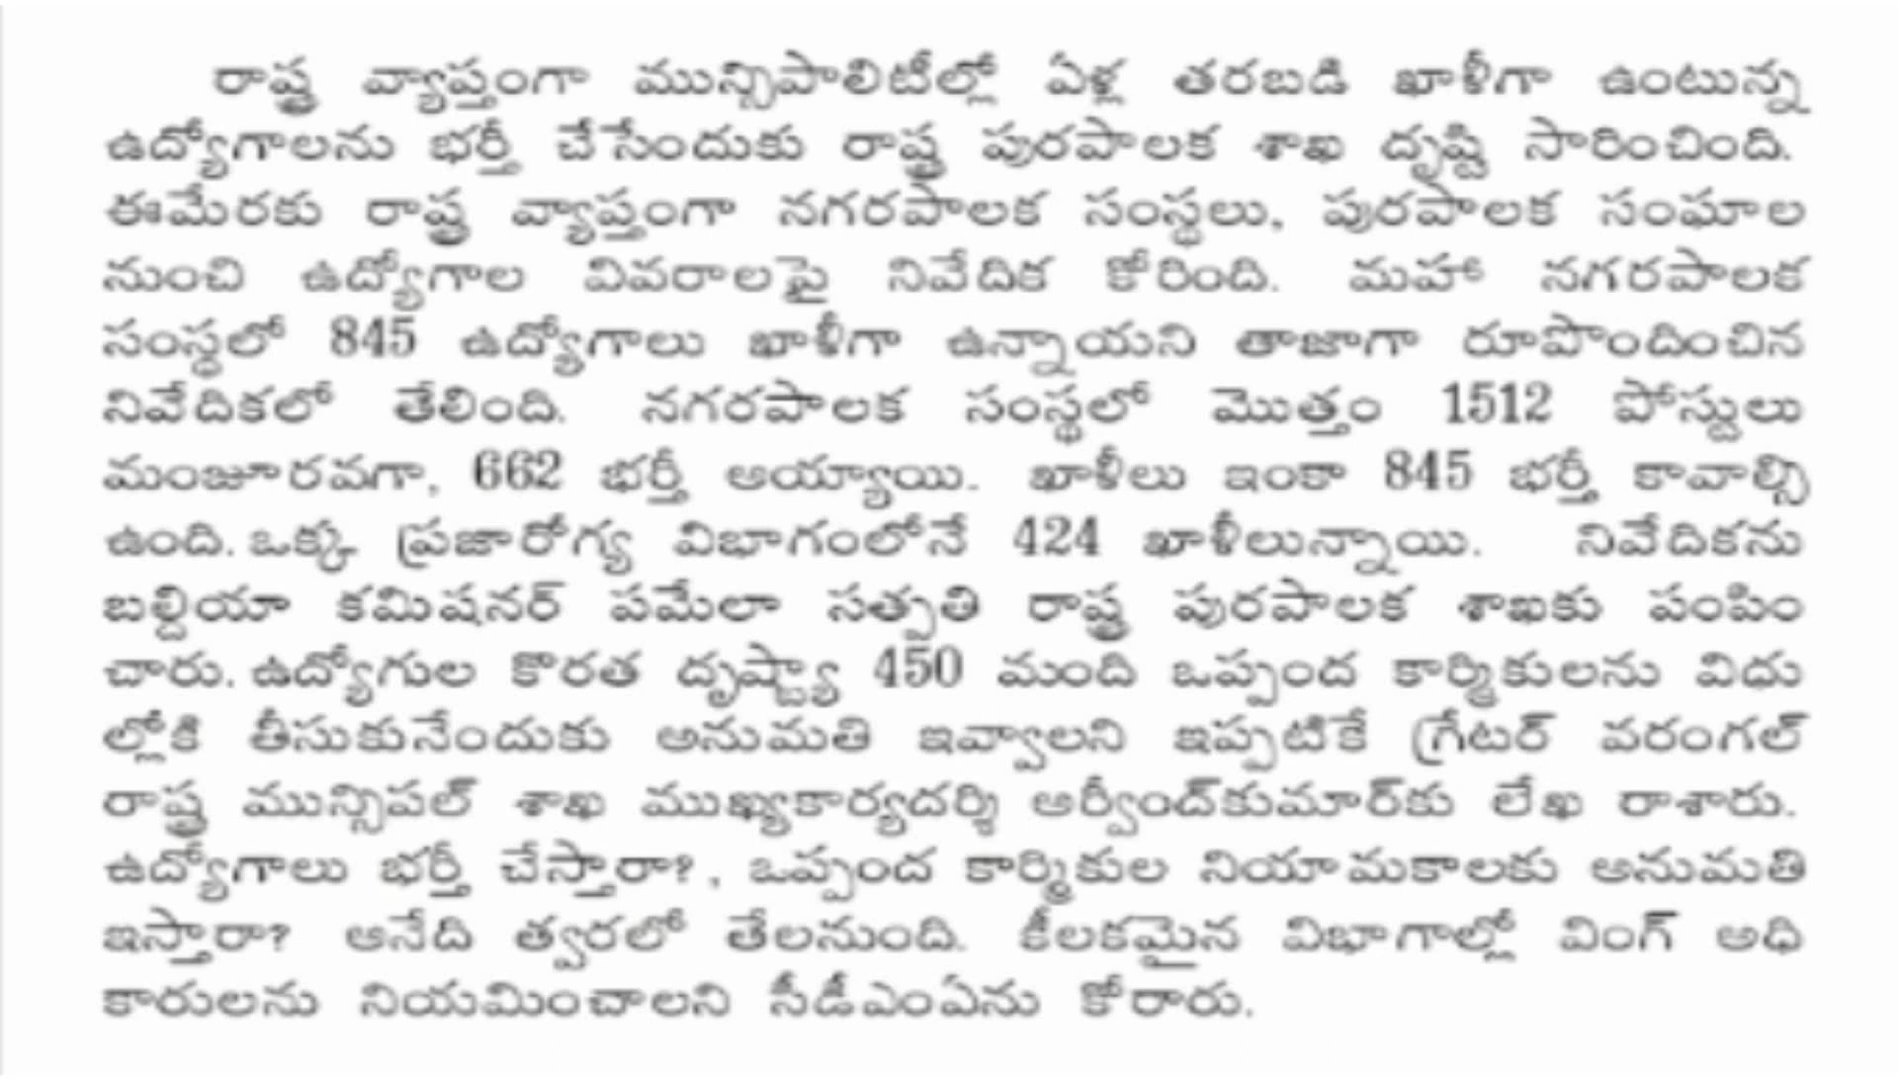 రాష్ట్ర వ్యాప్తంగా మున్సిపాలిటీల్లో ఏళ్ల తరబడి ఖాళీగా ఉంటున్న
ఉద్యోగాలను భర్తీ చేసేందుకు రాష్ట్ర పురపాలక శాఖ దృష్టి సారించింది.
ఈమేరకు రాష్ట్ర వ్యాప్తంగా నగరపాలక సంస్థలు, పురపాలక సంఘాల
నుంచి ఉద్యోగాల వివరాలపై నివేదిక కోరింది. మహా నగరపాలక
సంస్థలో 845 ఉద్యోగాలు ఖాళీగా ఉన్నాయని తాజాగా రూపొందించిన
నివేదికలో తేలింది. నగరపాలక సంస్థలో మొత్తం 1512 పోస్టులు
మంజూరవగా, 662 భర్తీ అయ్యాయి. ఖాళీలు ఇంకా 845 భర్తీ కావాల్సి
ఉంది. ఒక్క ప్రజారోగ్య విభాగంలోనే 424 ఖాళీలున్నాయి. నివేదికను
బల్దియా కమిషనర్ పమేలా సత్పతి రాష్ట్ర పురపాలక శాఖకు పంపిం
చారు. ఉద్యోగుల కొరత దృష్ట్యా 450 మంది ఒప్పంద కార్మికులను విధు
ల్లోకి తీసుకునేందుకు అనుమతి ఇవ్వాలని ఇప్పటికే గ్రేటర్ వరంగల్
రాష్ట్ర మున్సిపల్ శాఖ ముఖ్యకార్యదర్శి ఆర్వీంద్‌కుమార్‌కు లేఖ రాశారు.
ఉద్యోగాలు భర్తీ చేస్తారా?, ఒప్పంద కార్మికుల నియామకాలకు అనుమతి
ఇస్తారా? అనేది త్వరలో తేలనుంది. కీలకమైన విభాగాల్లో వింగ్ అధి
కారులను నియమించాలని సీడీఎంఏను కోరారు.